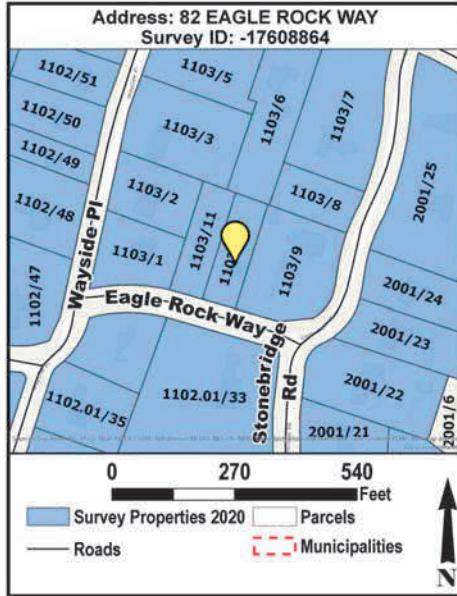 Address: 82 EAGLE ROCK WAY
Survey ID: -17608864
1102/51
1103/5
1103/6
1103/7
1102/50
1103/3
2001/25
1102/49
1103/2
1103/8
1102/48
1103/11
1103/9
1103/1
2001/24
1102/47
Wayside Pl
Eagle Rock Way
2001/23
Stonebridge Rd
1102.01/33
2001/22
1102.01/35
2001/21
2001/6
0 270 540
Feet
Survey Properties 2020
Parcels
Roads
Municipalities
N